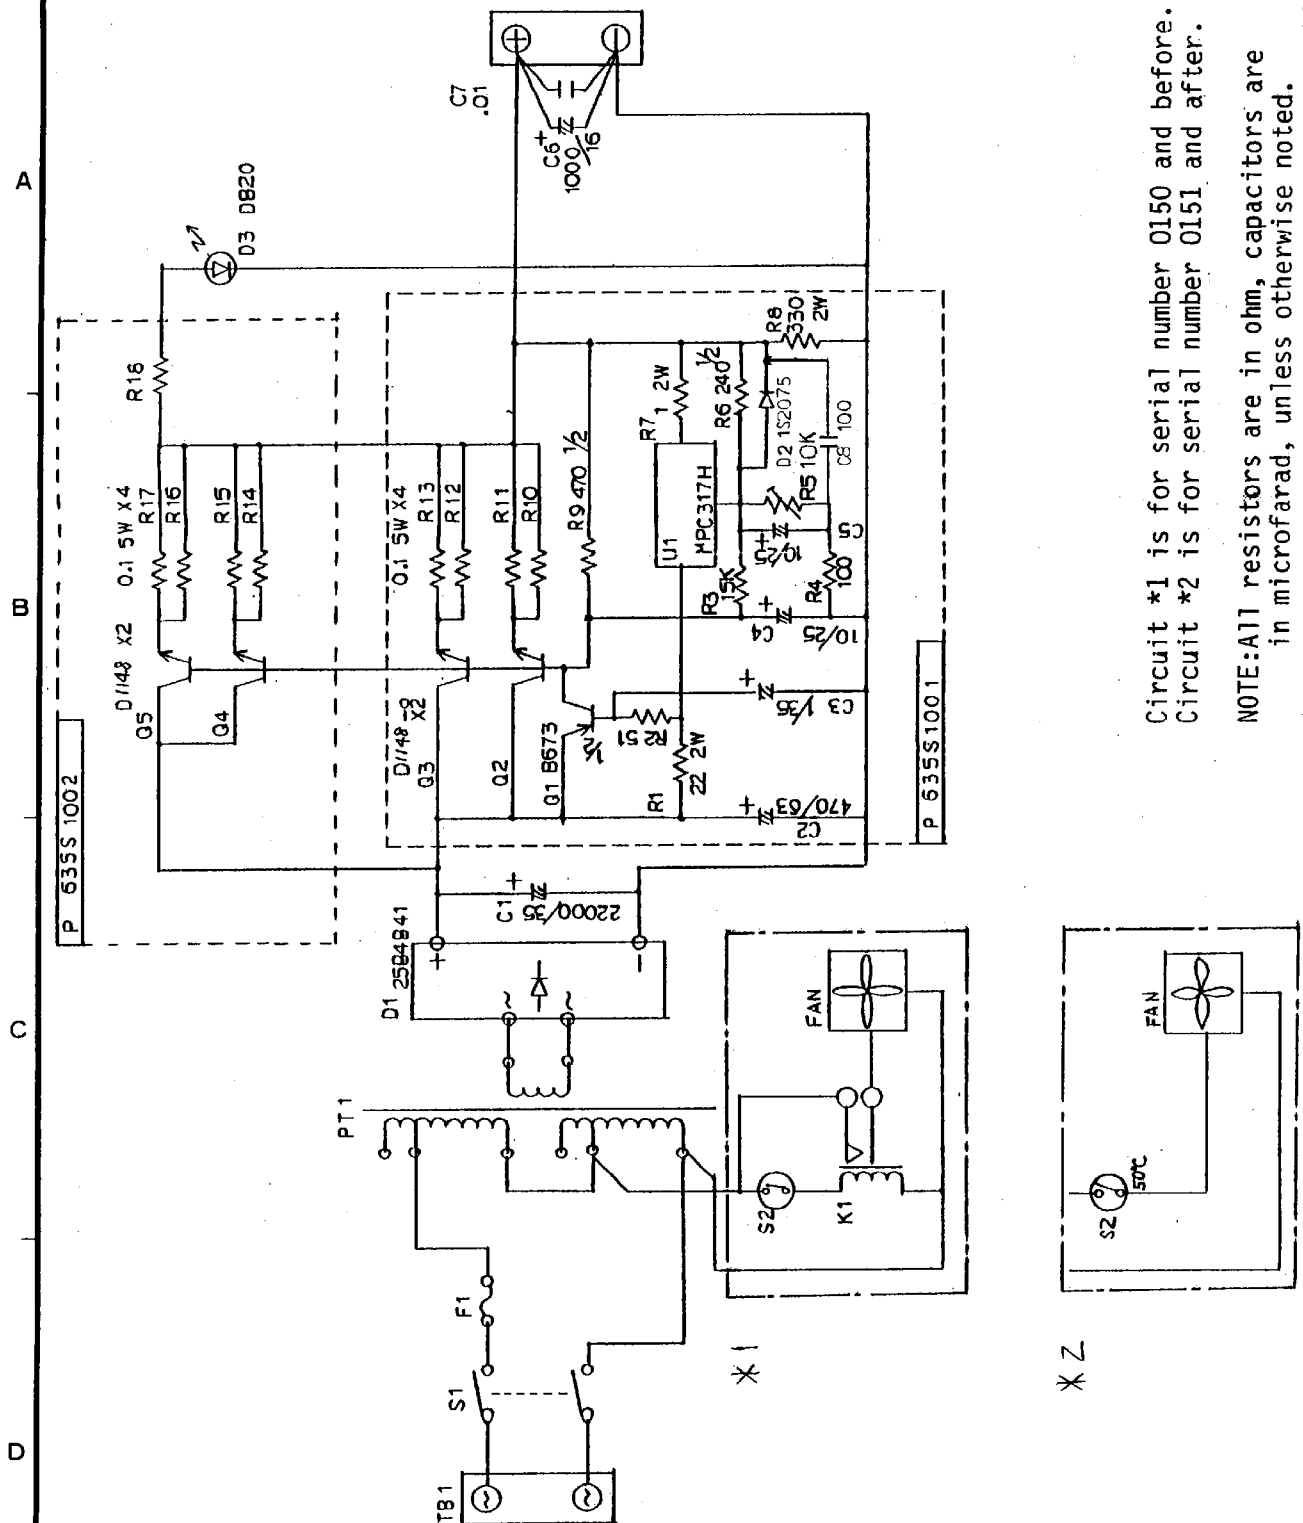 A
B
C
D
C7
.01
C6
+
1000/16
D3 DB20
P 635S1002
R18
0.1 5W X4
R17
R16
R15
R14
D1148 X2
Q5
Q4
0.1 5W X4
R13
R12
R11
R10
R9 470 1/2
D1148-Q
X2
Q3
Q2
Q1 B673
R7
1 2W
U1
MPC317H
R6 240 1/2
R8
330
2W
D2 1S2075
R5 10K
C8 100
C5
10/25
+
R3
15K
R4
100
C4
+
10/25
C3 1/35
+
R2 51
1/2
R1
22 2W
C2
470/63
+
P 635S1001
C1
+
22000/35
D1
25B4B41
+
-
~
~
PT1
F1
S1
TB1
~
~
FAN
S2
K1
*1
FAN
S2
50℃
*2
Circuit *1 is for serial number 0150 and before.
Circuit *2 is for serial number 0151 and after.
NOTE:All resistors are in ohm, capacitors are
in microfarad, unless otherwise noted.